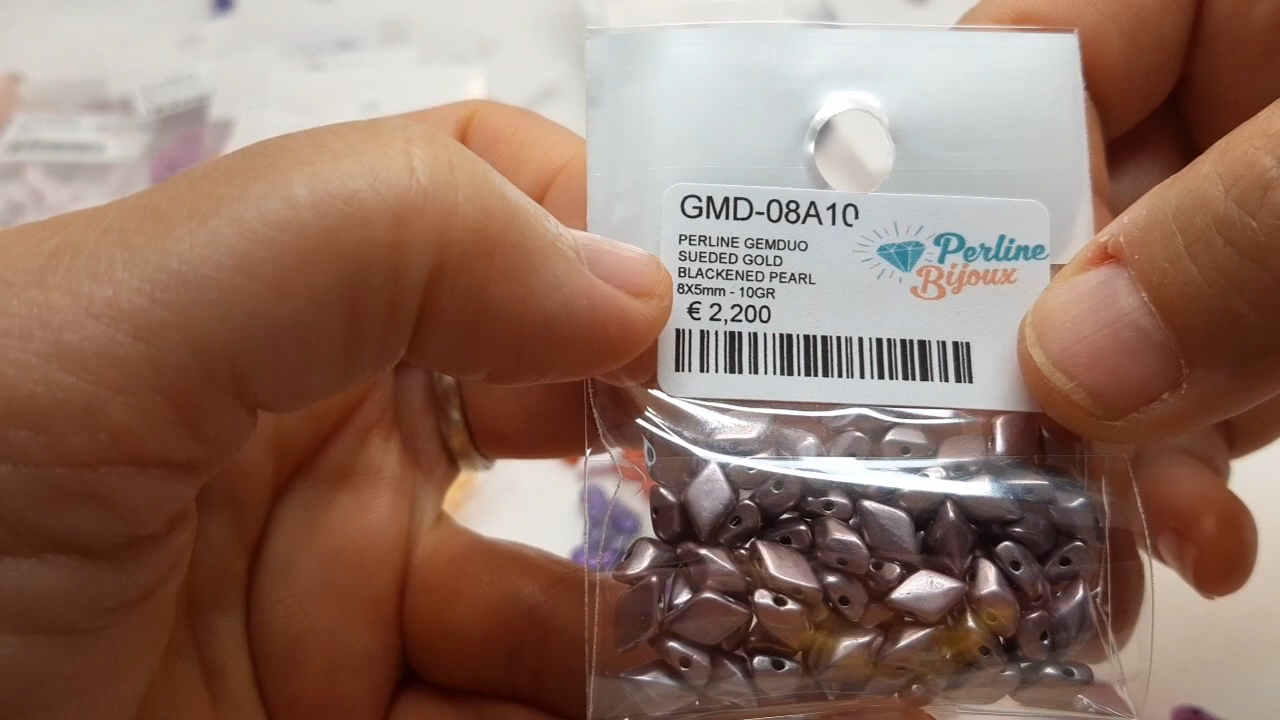 GMD-08A10
PERLINE GEMDUO
SUEDED GOLD
BLACKENED PEARL
8X5mm - 10GR
€ 2,200
Perline
Bijoux